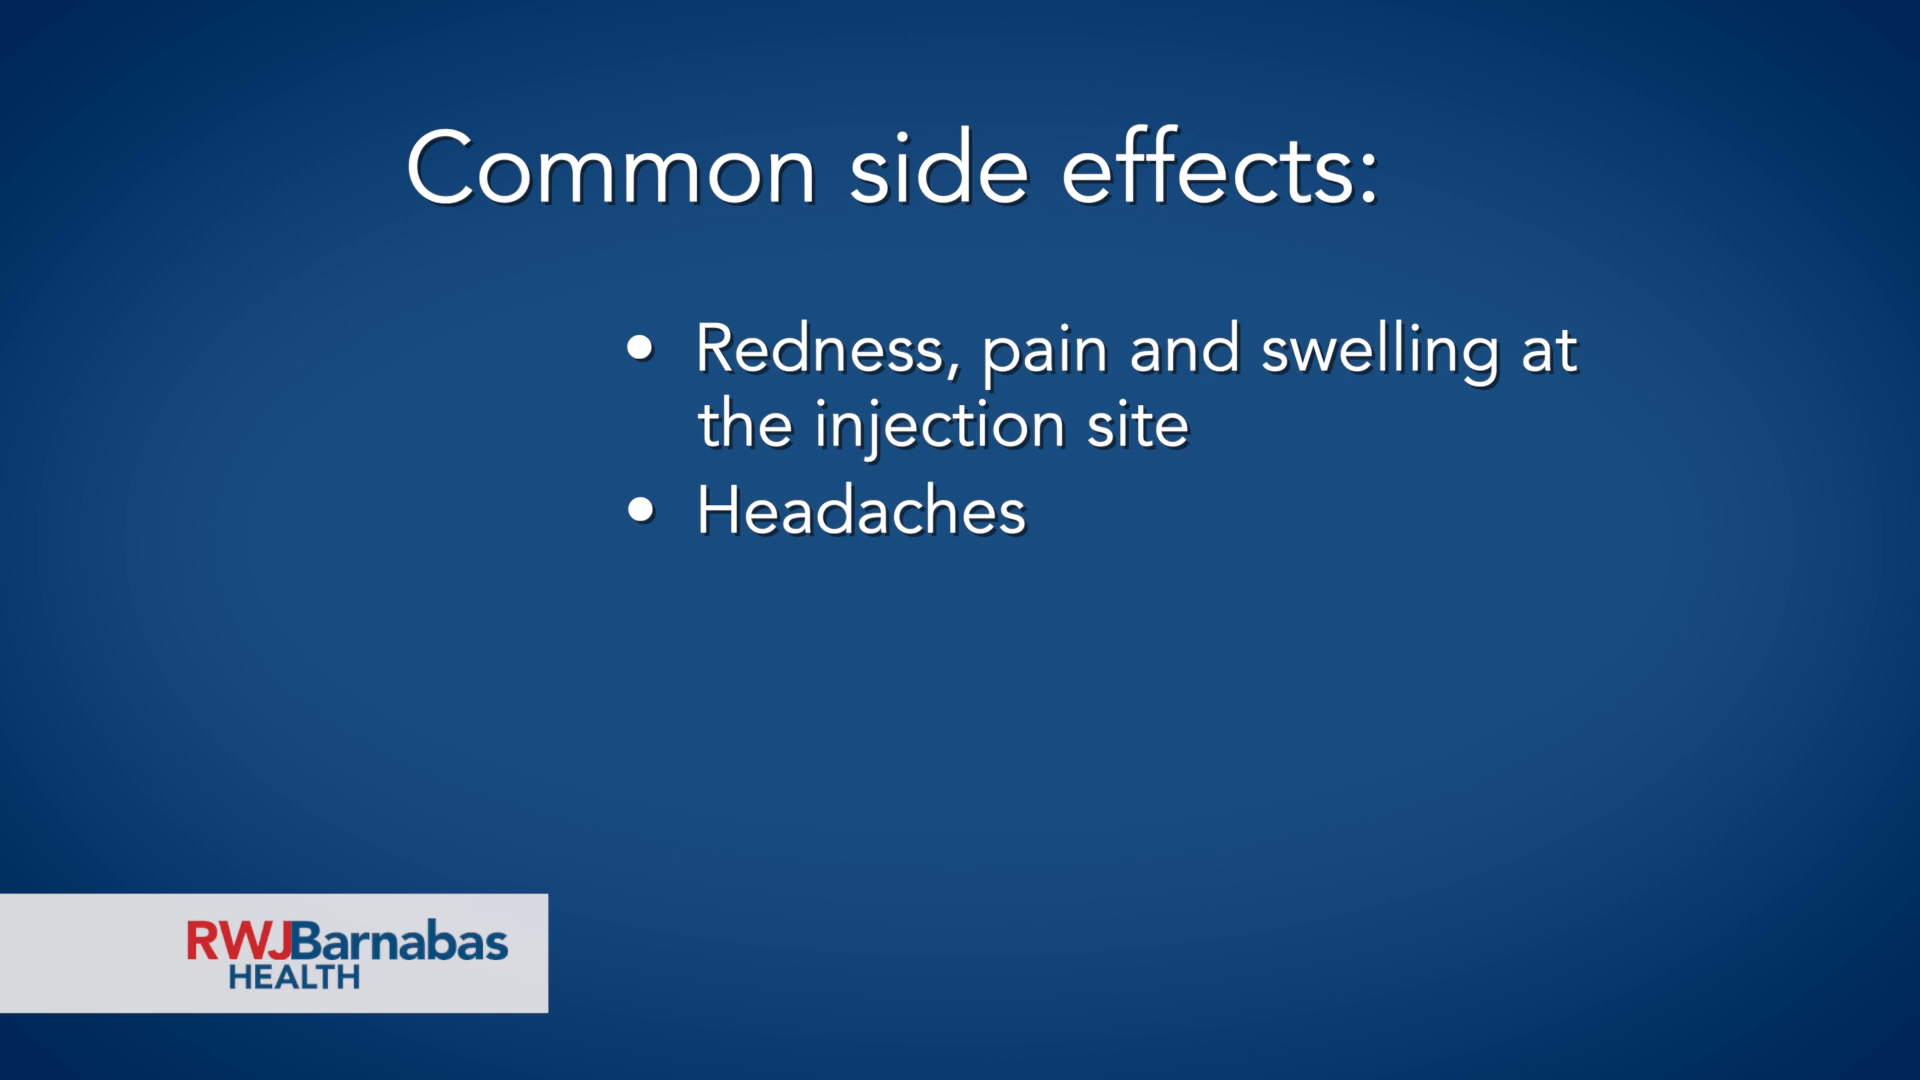 Common side effects:
• Redness, pain and swelling at
the injection site
• Headaches
RWJBarnabas
HEALTH